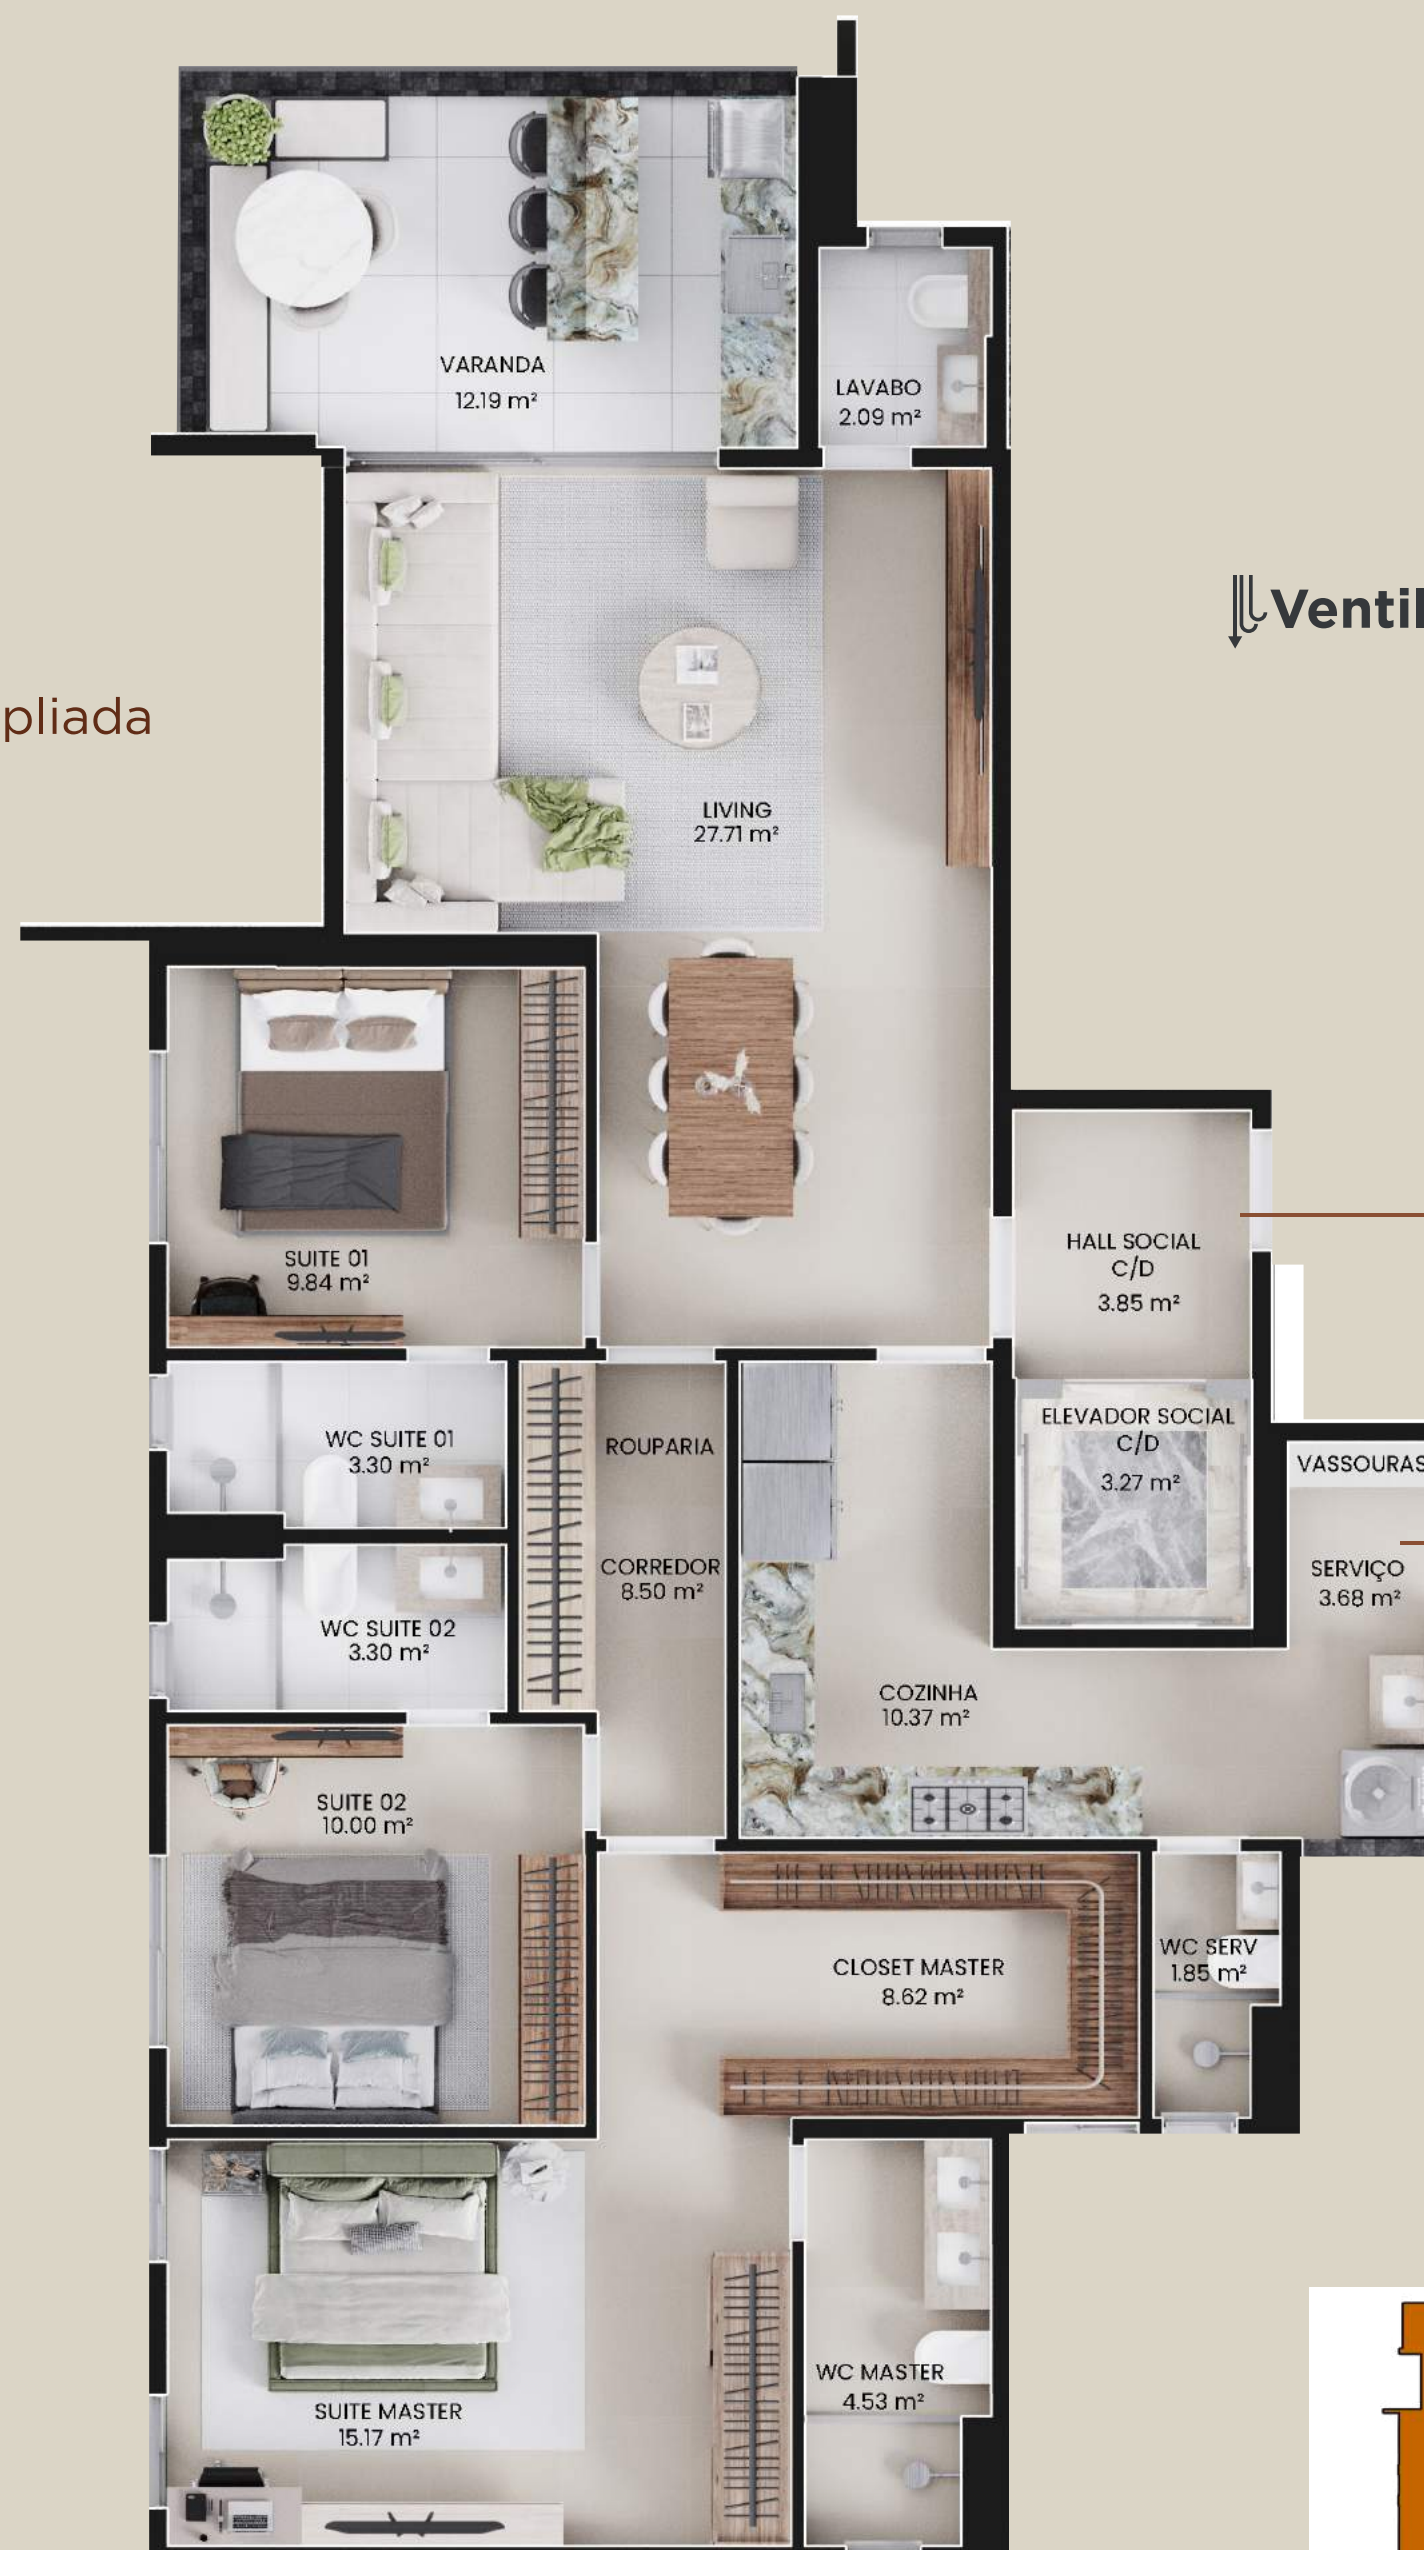 VARANDA
12.19 m²
LAVABO
2.09 m²
Ventil
pliada
LIVING
27.71 m²
HALL SOCIAL
C/D
3.85 m²
SUITE 01
9.84 m²
ELEVADOR SOCIAL
C/D
3.27 m²
WC SUITE 01
3.30 m²
ROUPARIA
VASSOURAS
CORREDOR
8.50 m²
SERVIÇO
3.68 m²
WC SUITE 02
3.30 m²
COZINHA
10.37 m²
SUITE 02
10.00 m²
CLOSET MASTER
8.62 m²
WC SERV
1.85 m²
WC MASTER
4.53 m²
SUITE MASTER
15.17 m²